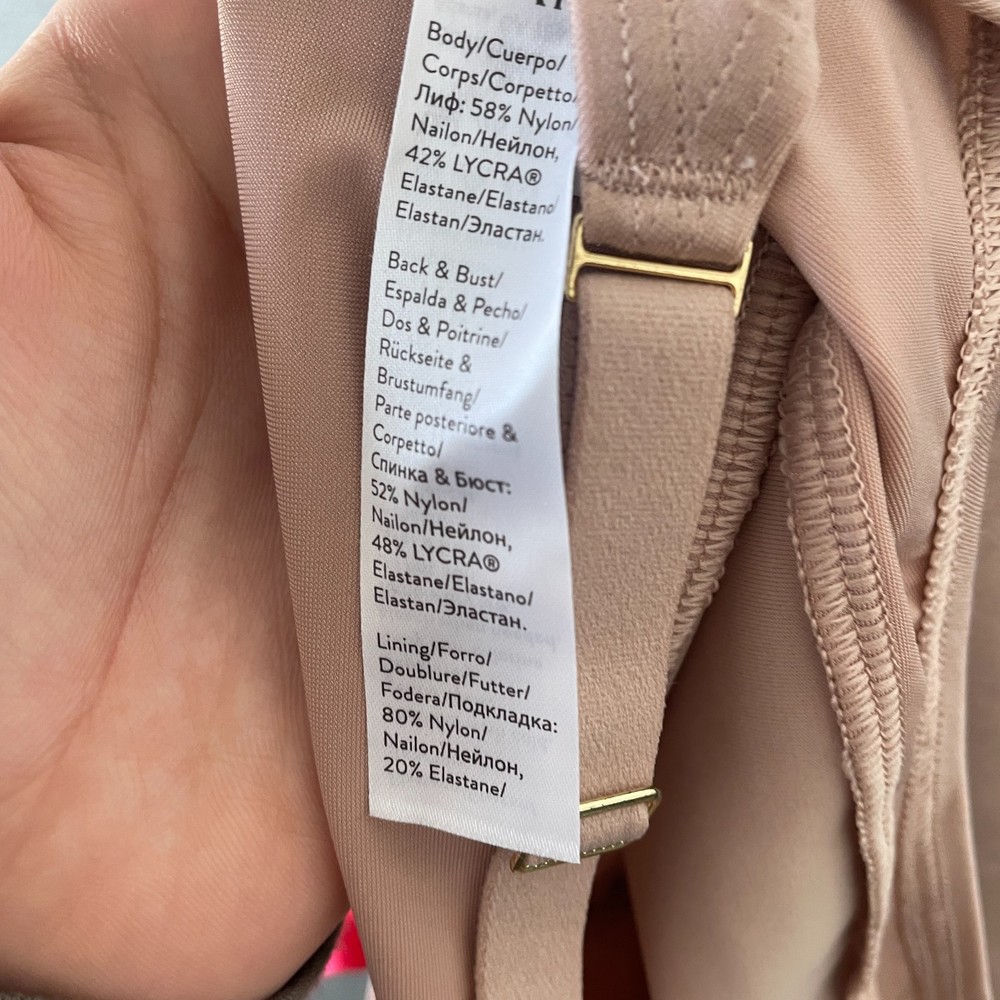 Body/Cuerpo/
Corps/Corpetto/
Лиф: 58% Nylon/
Nailon/Нейлон,
42% LYCRA®
Elastane/Elastano/
Elastan/Эластан.
Back & Bust/
Espalda & Pecho/
Dos & Poitrine/
Rückseite &
Brustumfang/
Parte posteriore &
Corpetto/
Спинка & Бюст:
52% Nylon/
Nailon/Нейлон,
48% LYCRA®
Elastane/Elastano/
Elastan/Эластан.
Lining/Forro/
Doublure/Futter/
Fodera/Подкладка:
80% Nylon/
Nailon/Нейлон,
20% Elastane/